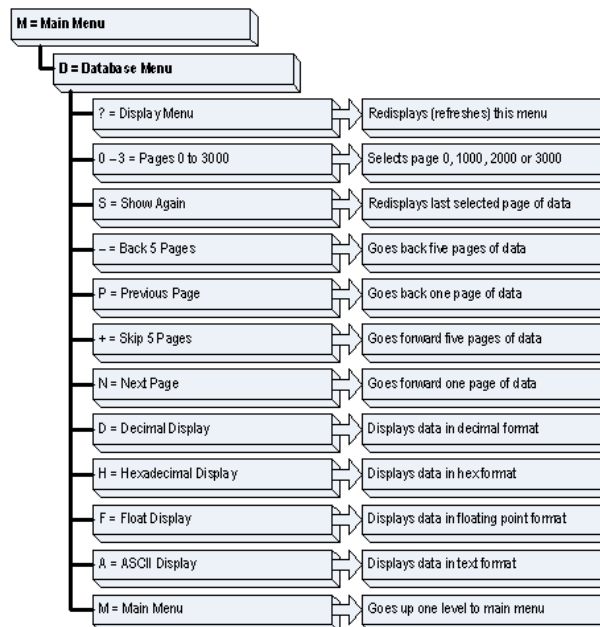 M = Main Menu
D = Database Menu
? = Display Menu
Redisplays (refreshes) this menu
0 – 3 = Pages 0 to 3000
Selects page 0, 1000, 2000 or 3000
S = Show Again
Redisplays last selected page of data
– = Back 5 Pages
Goes back five pages of data
P = Previous Page
Goes back one page of data
+ = Skip 5 Pages
Goes forward five pages of data
N = Next Page
Goes forward one page of data
D = Decimal Display
Displays data in decimal format
H = Hexadecimal Display
Displays data in hex format
F = Float Display
Displays data in floating point format
A = ASCII Display
Displays data in text format
M = Main Menu
Goes up one level to main menu